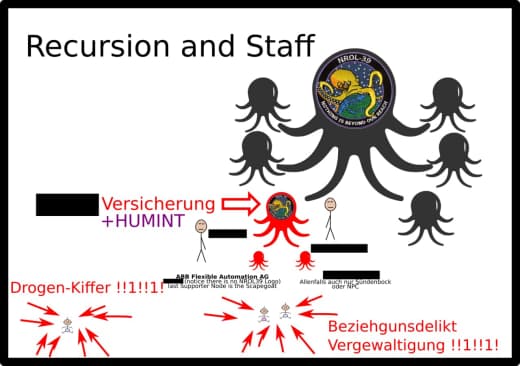 Recursion and Staff
NROL-39
NOTHING IS BEYOND OUR REACH
Versicherung
+HUMINT
ABB Flexible Automation AG
(notice there is no NROL39 Logo)
last Supporter Node is the Scapegoat
Allenfalls auch nur Sündenbock
oder NPC
Drogen-Kiffer !!1!!1!
Beziehgunsdelikt
Vergewaltigung !!1!!1!